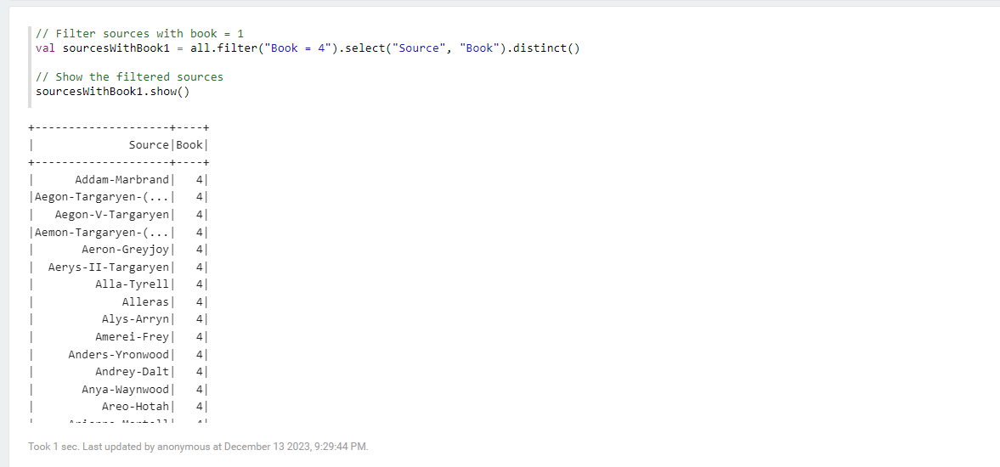 // Filter sources with book = 1
val sourcesWithBook1 = all.filter("Book = 4").select("Source", "Book").distinct()
// Show the filtered sources
sourcesWithBook1.show()
+--------------------+----+
|              Source|Book|
+--------------------+----+
|      Addam-Marbrand|   4|
|Aegon-Targaryen-(...|   4|
|   Aegon-V-Targaryen|   4|
|Aemon-Targaryen-(...|   4|
|       Aeron-Greyjoy|   4|
|  Aerys-II-Targaryen|   4|
|         Alla-Tyrell|   4|
|             Alleras|   4|
|          Alys-Arryn|   4|
|         Amerei-Frey|   4|
|     Anders-Yronwood|   4|
|         Andrey-Dalt|   4|
|       Anya-Waynwood|   4|
|          Areo-Hotah|   4|
Took 1 sec. Last updated by anonymous at December 13 2023, 9:29:44 PM.